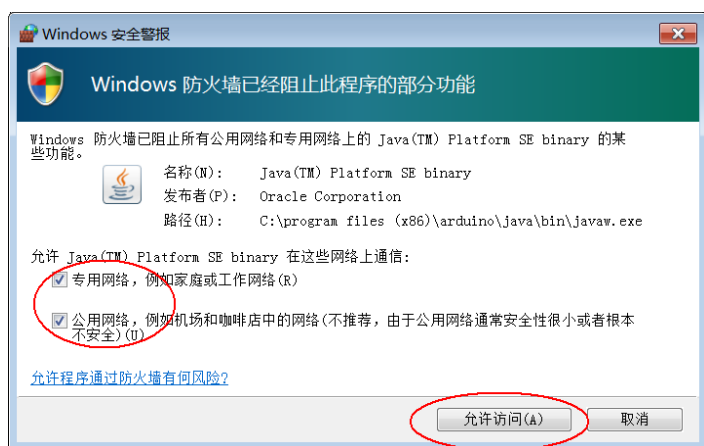 Windows 安全警报
Windows 防火墙已经阻止此程序的部分功能
Windows 防火墙已阻止所有公用网络和专用网络上的 Java(TM) Platform SE binary 的某
些功能。
名称(N): Java(TM) Platform SE binary
发布者(P): Oracle Corporation
路径(H): C:\program files (x86)\arduino\java\bin\javaw.exe
允许 Java(TM) Platform SE binary 在这些网络上通信:
专用网络，例如家庭或工作网络(R)
公用网络，例如机场和咖啡店中的网络(不推荐，由于公用网络通常安全性很小或者根本
不安全)(U)
允许程序通过防火墙有何风险?
允许访问(A) 取消